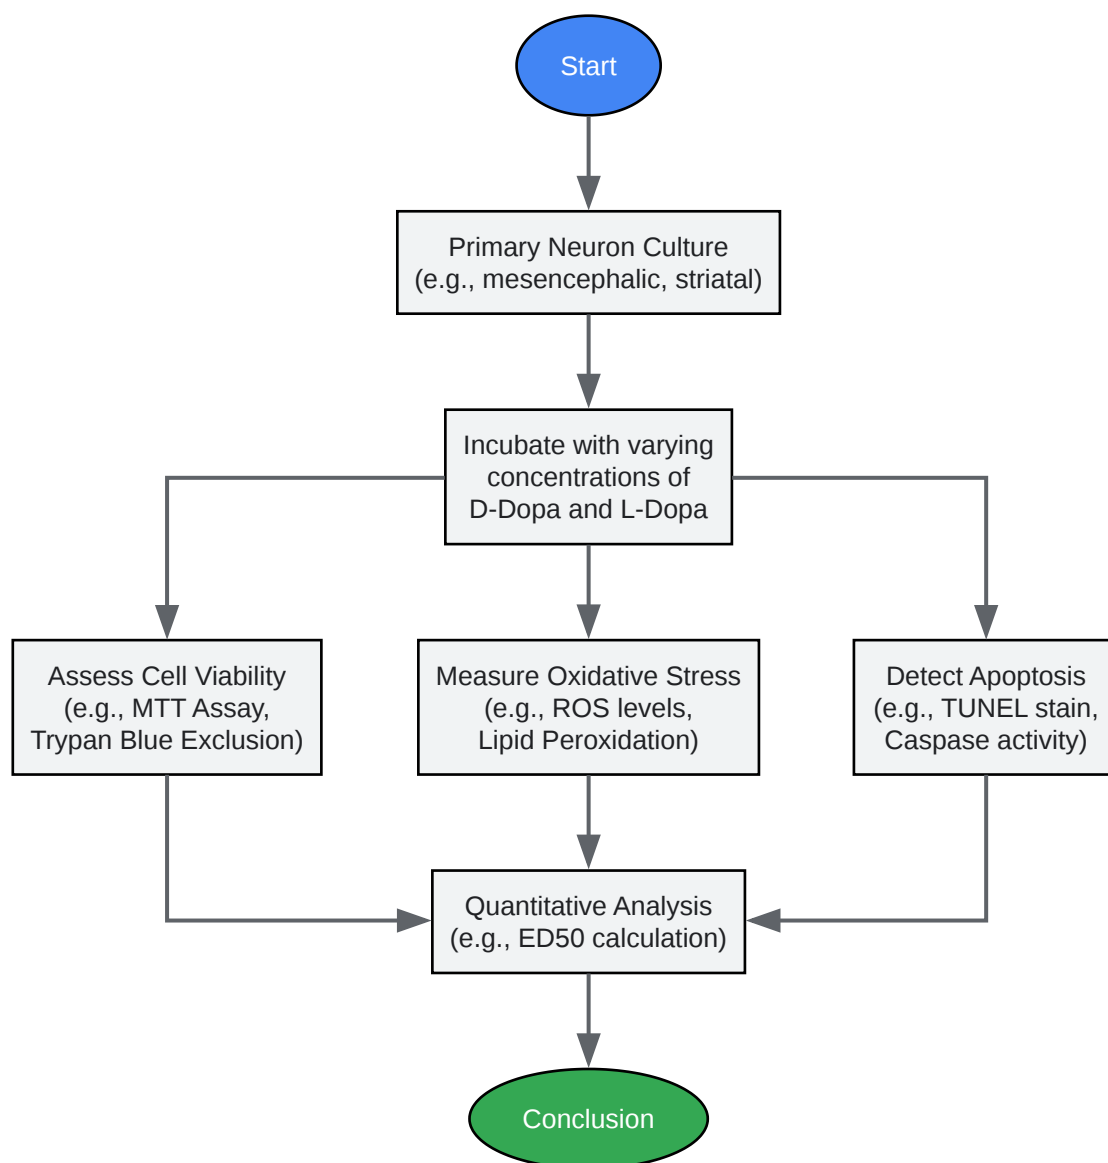 Start
Primary Neuron Culture
(e.g., mesencephalic, striatal)
Incubate with varying
concentrations of
D-Dopa and L-Dopa
Assess Cell Viability
(e.g., MTT Assay,
Trypan Blue Exclusion)
Measure Oxidative Stress
(e.g., ROS levels,
Lipid Peroxidation)
Detect Apoptosis
(e.g., TUNEL stain,
Caspase activity)
Quantitative Analysis
(e.g., ED50 calculation)
Conclusion